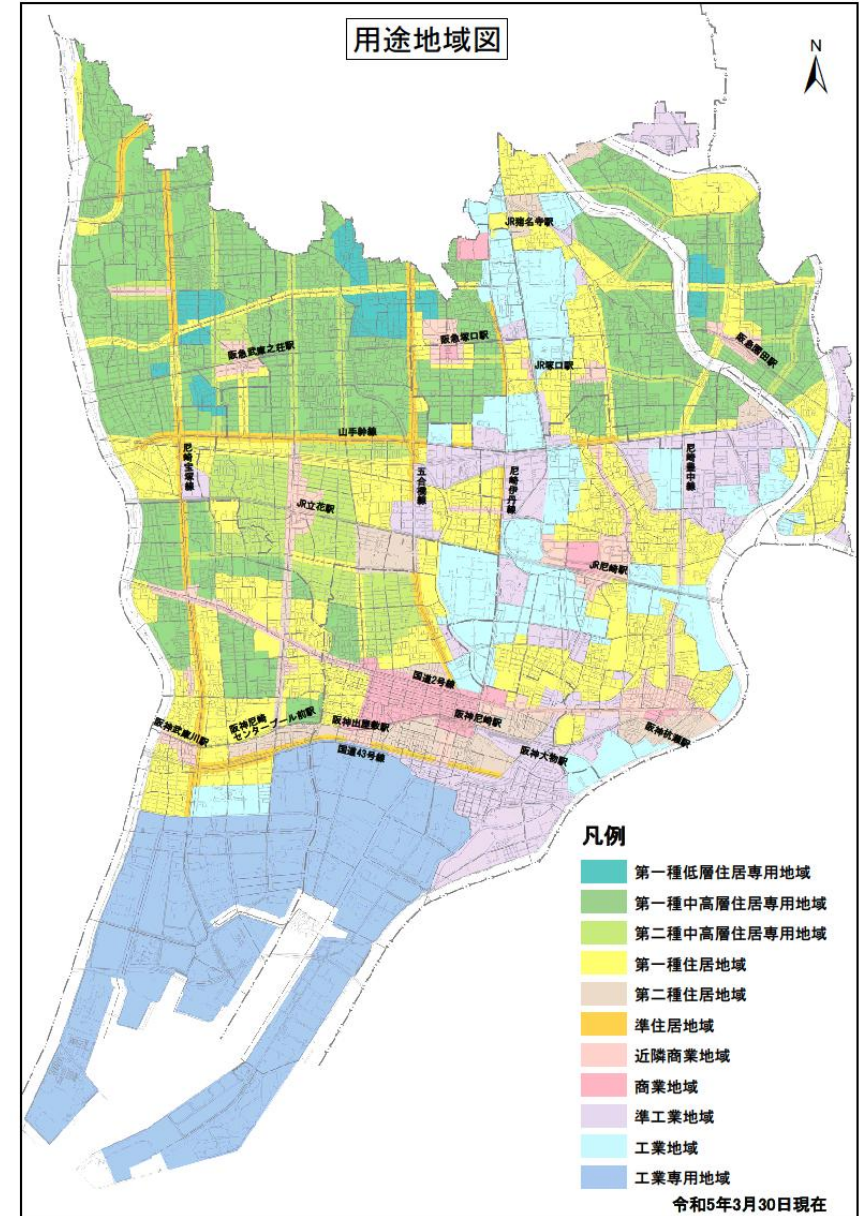 用途地域図
N
JR猪名寺駅
阪急武庫之荘駅
阪急塚口駅
阪急園田駅
JR塚口駅
山手幹線
尼崎宝塚線
五合橋線
尼崎伊丹線
尼崎豊中線
JR立花駅
JR尼崎駅
国道2号線
阪神武庫川駅
阪神尼崎
センタープール前駅
阪神出屋敷駅
阪神尼崎駅
阪神大物駅
阪神杭瀬駅
国道43号線
凡例
第一種低層住居専用地域
第一種中高層住居専用地域
第二種中高層住居専用地域
第一種住居地域
第二種住居地域
準住居地域
近隣商業地域
商業地域
準工業地域
工業地域
工業専用地域
令和5年3月30日現在